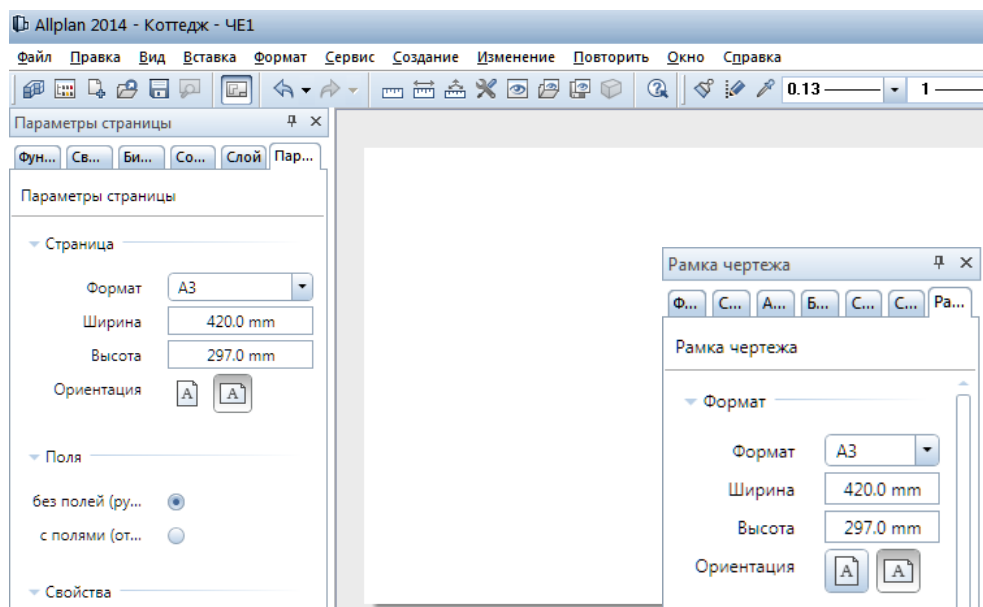 Allplan 2014 - Коттедж - ЧЕ1
Файл Правка Вид Вставка Формат Сервис Создание Изменение Повторить Окно Справка
0.13 1
Параметры страницы
Фун... Св... Би... Со... Слой Пар...
Параметры страницы
Страница
Формат A3
Ширина 420.0 mm
Высота 297.0 mm
Ориентация A A
Поля
без полей (ру...
с полями (от...
Свойства
Рамка чертежа
Ф... С... А... Б... С... С... Ра...
Рамка чертежа
Формат
Формат A3
Ширина 420.0 mm
Высота 297.0 mm
Ориентация A A